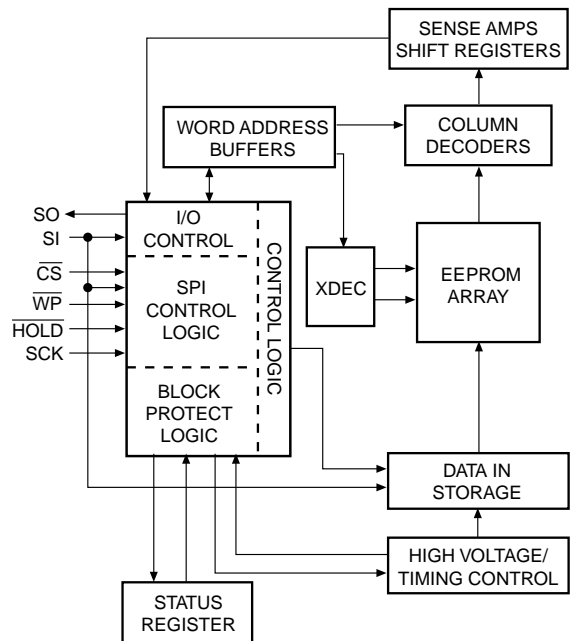 SENSE AMPS
SHIFT REGISTERS
WORD ADDRESS
BUFFERS
COLUMN
DECODERS
SO
SI
CS
WP
HOLD
SCK
I/O
CONTROL
SPI
CONTROL
LOGIC
BLOCK
PROTECT
LOGIC
CONTROL LOGIC
XDEC
EEPROM
ARRAY
DATA IN
STORAGE
HIGH VOLTAGE/
TIMING CONTROL
STATUS
REGISTER